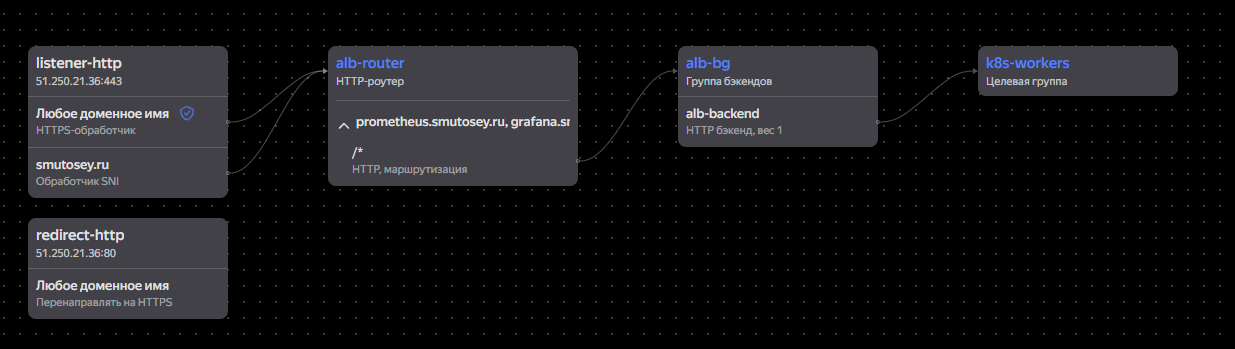 listener-http
51.250.21.36:443
Любое доменное имя
HTTPS-обработчик
smutosey.ru
Обработчик SNI
redirect-http
51.250.21.36:80
Любое доменное имя
Перенаправлять на HTTPS
alb-router
HTTP-роутер
prometheus.smutosey.ru, grafana.sm
/*
HTTP, маршрутизация
alb-bg
Группа бэкендов
alb-backend
HTTP бэкенд, вес 1
k8s-workers
Целевая группа